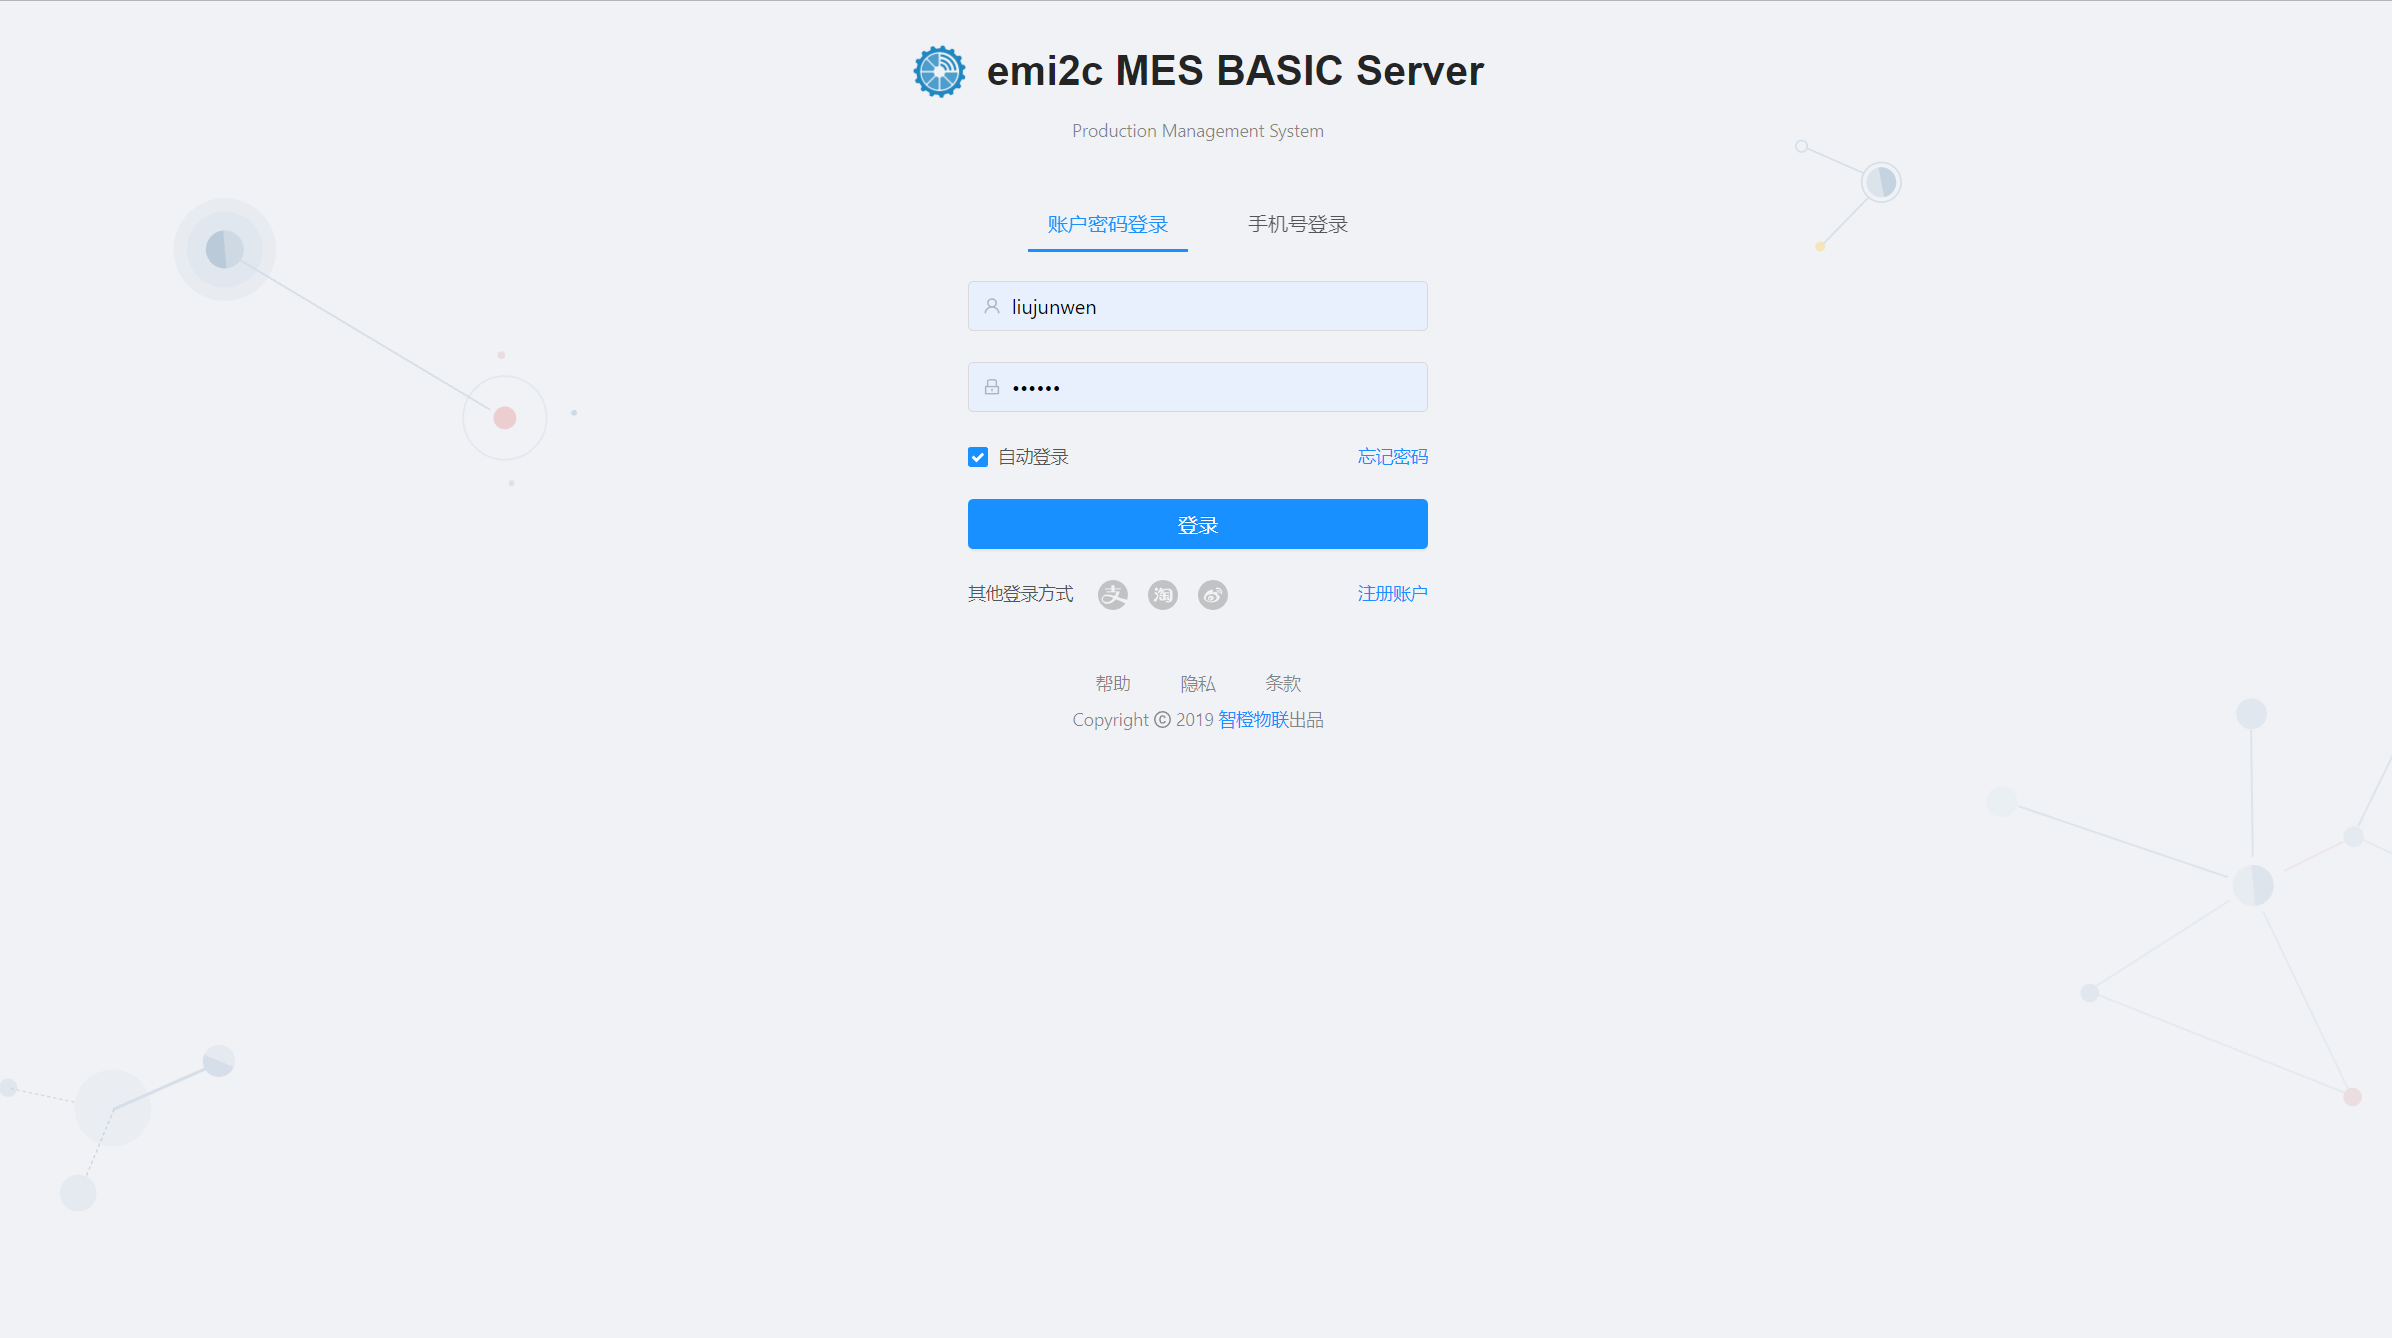 emi2c MES BASIC Server
Production Management System
账户密码登录 手机号登录
liujunwen
••••••
自动登录 忘记密码
登录
其他登录方式 支 淘 注册账户
帮助 隐私 条款
Copyright © 2019 智橙物联出品